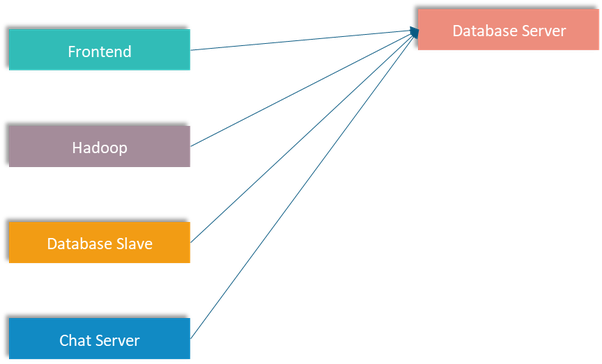 Database Server
Frontend
Hadoop
Database Slave
Chat Server